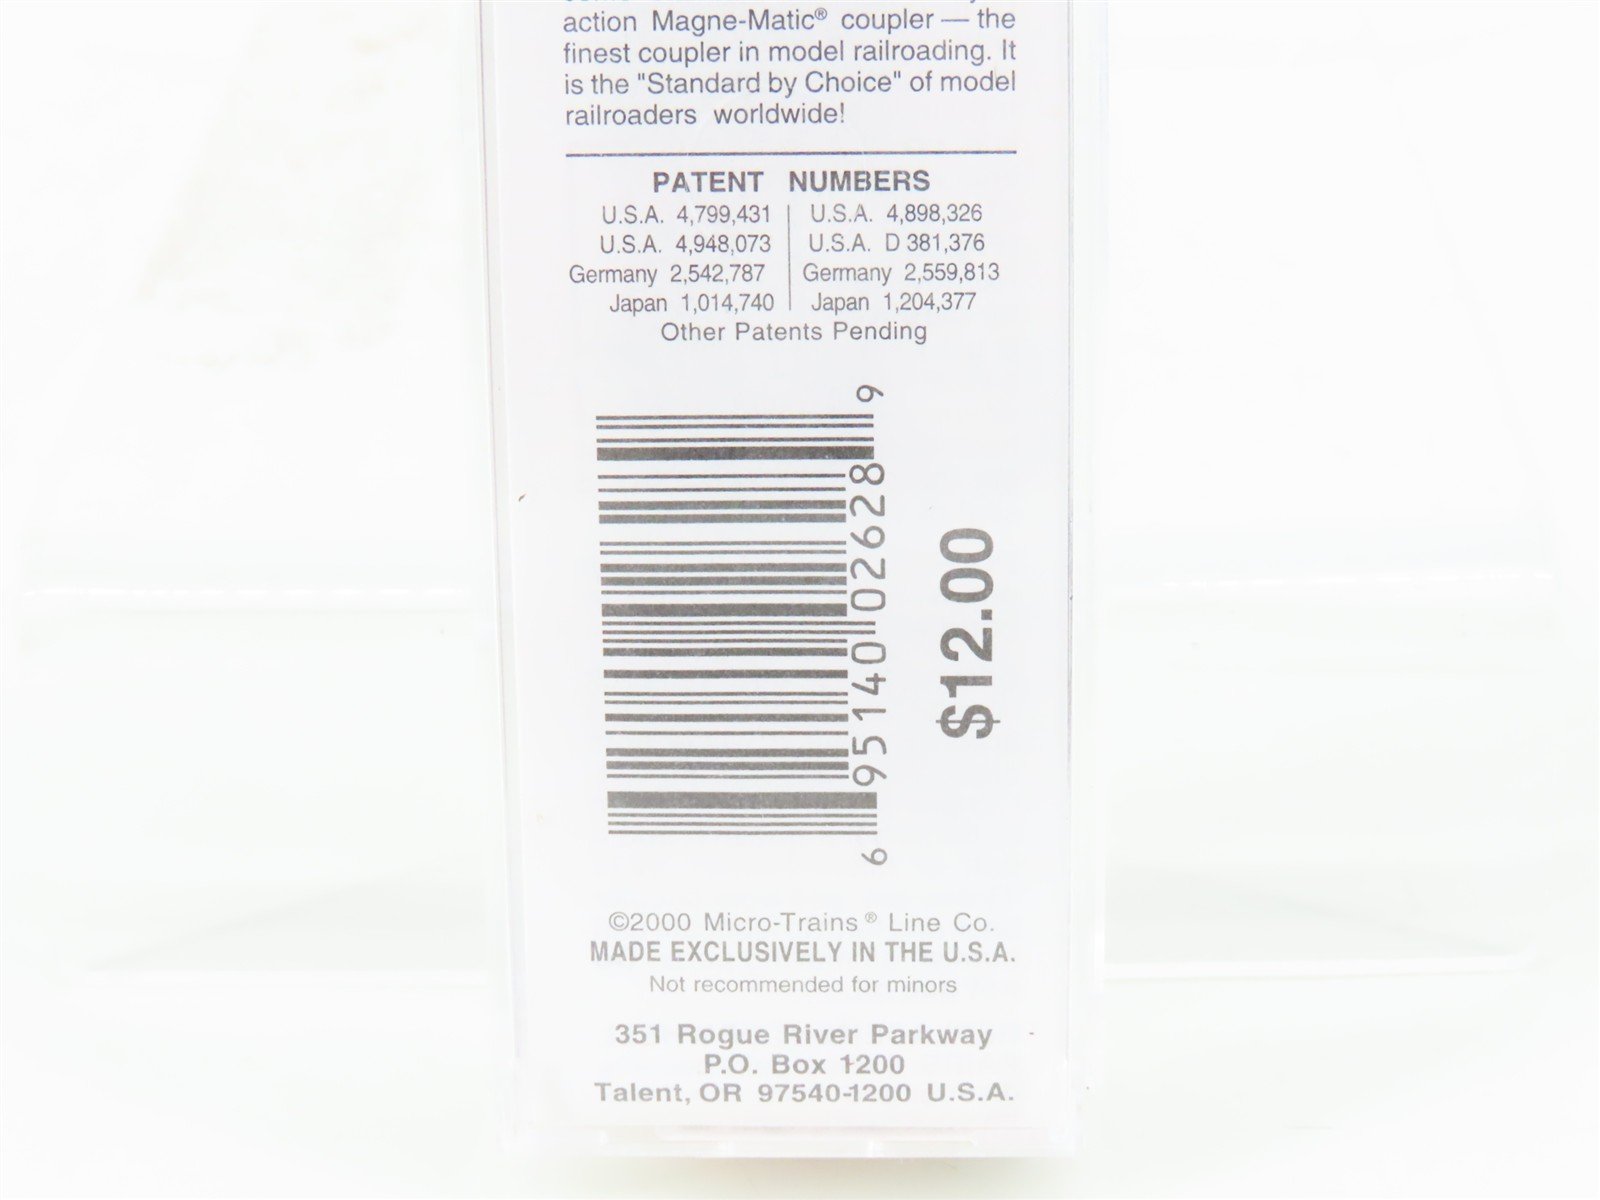 action Magne-Matic® coupler — the
finest coupler in model railroading. It
is the "Standard by Choice" of model
railroaders worldwide!
PATENT NUMBERS
U.S.A. 4,799,431 | U.S.A. 4,898,326
U.S.A. 4,948,073 | U.S.A. D 381,376
Germany 2,542,787 | Germany 2,559,813
Japan 1,014,740 | Japan 1,204,377
Other Patents Pending
6 95140 02628 9
$12.00
©2000 Micro-Trains® Line Co.
MADE EXCLUSIVELY IN THE U.S.A.
Not recommended for minors
351 Rogue River Parkway
P.O. Box 1200
Talent, OR 97540-1200 U.S.A.